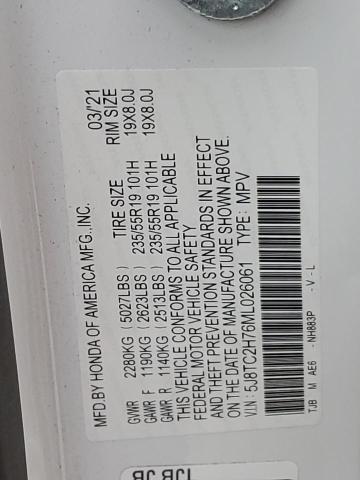 MFD.BY HONDA OF AMERICA MFG.,INC. 03/'21
TIRE SIZE RIM SIZE
GVWR 2280KG (5027LBS)
GAWR F 1190KG (2623LBS) 235/55R19 101H 19X8.0J
GAWR R 1140KG (2513LBS) 235/55R19 101H 19X8.0J
THIS VEHICLE CONFORMS TO ALL APPLICABLE
FEDERAL MOTOR VEHICLE SAFETY
AND THEFT PREVENTION STANDARDS IN EFFECT
ON THE DATE OF MANUFACTURE SHOWN ABOVE.
V.I.N: 5J8TC2H76ML026061 TYPE: MPV
TJB M AE6 - NH883P - V - L
TJB JB